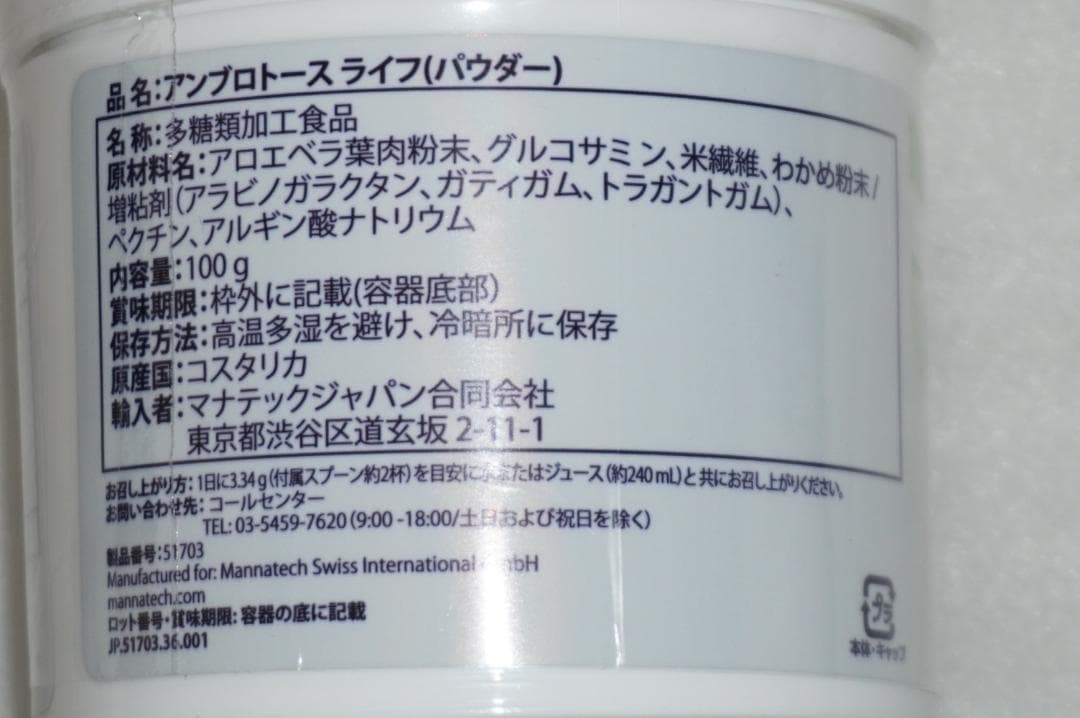 品名:アンブロトース ライフ(パウダー)
名称:多糖類加工食品
原材料名:アロエベラ葉肉粉末、グルコサミン、米繊維、わかめ粉末/
増粘剤(アラビノガラクタン、ガティガム、トラガントガム)、
ペクチン、アルギン酸ナトリウム
内容量:100 g
賞味期限:枠外に記載(容器底部)
保存方法:高温多湿を避け、冷暗所に保存
原産国:コスタリカ
輸入者:マナテックジャパン合同会社
東京都渋谷区道玄坂 2-11-1
お召し上がり方:1日に3.34 g(付属スプーン約2杯)を目安に水またはジュース(約240 mL)と共にお召し上がりください。
お問い合わせ先:コールセンター
TEL: 03-5459-7620 (9:00 -18:00/土日および祝日を除く)
製品番号:51703
Manufactured for: Mannatech Swiss International GmbH
mannatech.com
ロット番号・賞味期限: 容器の底に記載
JP.51703.36.001
プラ
本体・キャップ